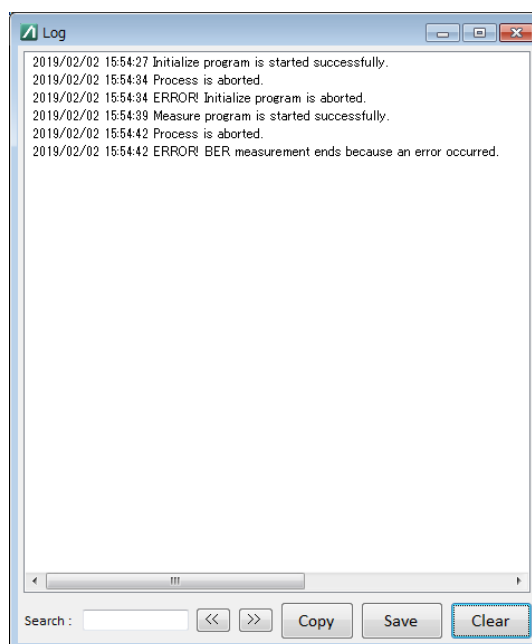 Log
2019/02/02 15:54:27 Initialize program is started successfully.
2019/02/02 15:54:34 Process is aborted.
2019/02/02 15:54:34 ERROR! Initialize program is aborted.
2019/02/02 15:54:39 Measure program is started successfully.
2019/02/02 15:54:42 Process is aborted.
2019/02/02 15:54:42 ERROR! BER measurement ends because an error occurred.
Search : << >> Copy Save Clear